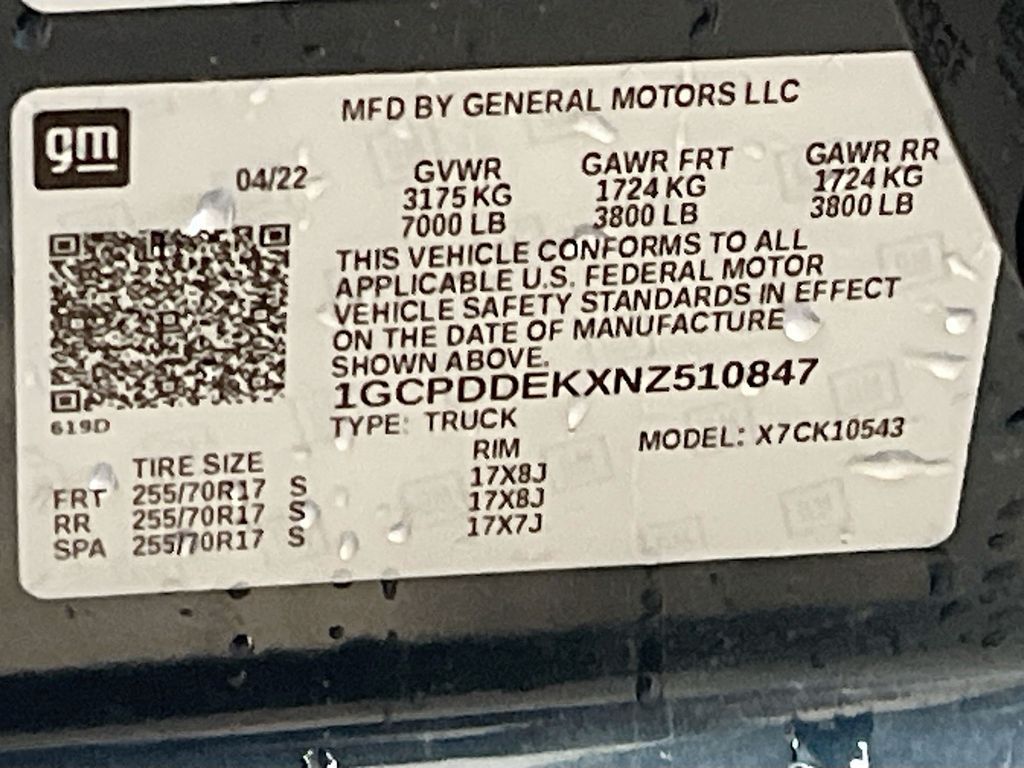 gm
MFD BY GENERAL MOTORS LLC
04/22
GVWR GAWR FRT GAWR RR
3175 KG 1724 KG 1724 KG
7000 LB 3800 LB 3800 LB
THIS VEHICLE CONFORMS TO ALL
APPLICABLE U.S. FEDERAL MOTOR
VEHICLE SAFETY STANDARDS IN EFFECT
ON THE DATE OF MANUFACTURE
SHOWN ABOVE.
1GCPDDEKXNZ510847
619D
TYPE: TRUCK
MODEL: X7CK10543
TIRE SIZE RIM
FRT 255/70R17 S 17X8J
RR 255/70R17 S 17X8J
SPA 255/70R17 S 17X7J